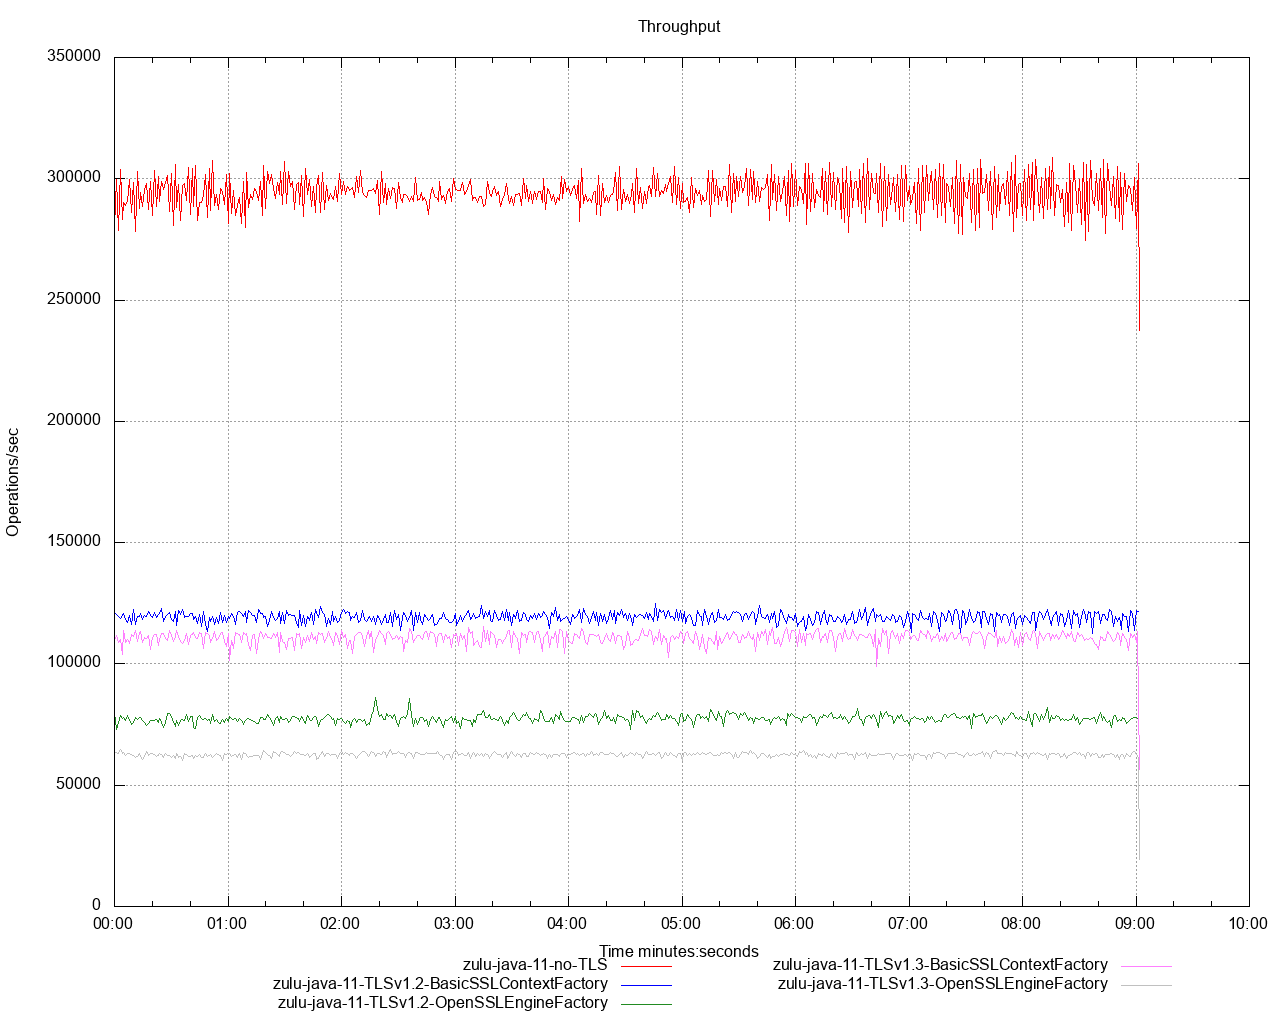 Throughput
350000
300000
250000
200000
150000
100000
50000
0
Operations/sec
00:00 01:00 02:00 03:00 04:00 05:00 06:00 07:00 08:00 09:00 10:00
Time minutes:seconds
zulu-java-11-no-TLS
zulu-java-11-TLSv1.2-BasicSSLContextFactory
zulu-java-11-TLSv1.2-OpenSSLEngineFactory
zulu-java-11-TLSv1.3-BasicSSLContextFactory
zulu-java-11-TLSv1.3-OpenSSLEngineFactory